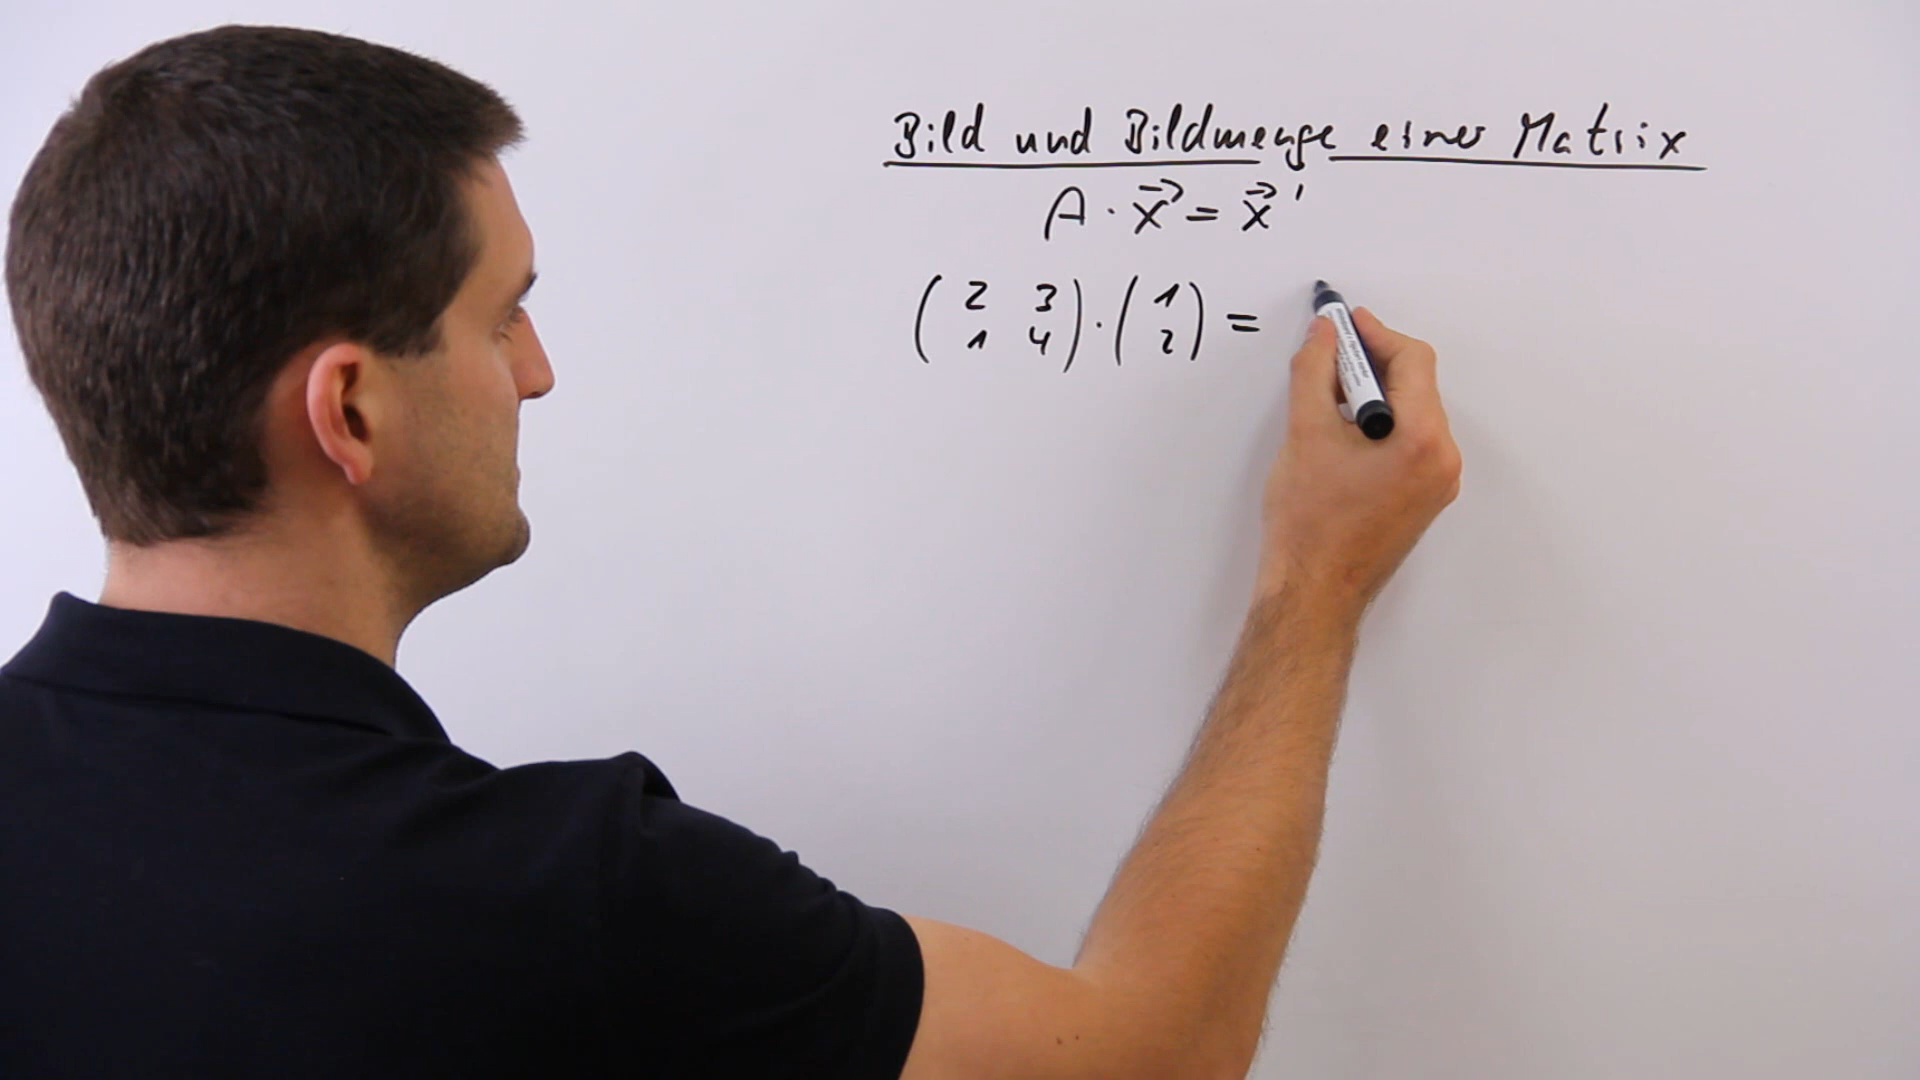 Bild und Bildmenge einer Matrix
A · x⃗ = x⃗ '
( 2 3 ) · ( 1 ) =
( 1 4 ) ( 2 )